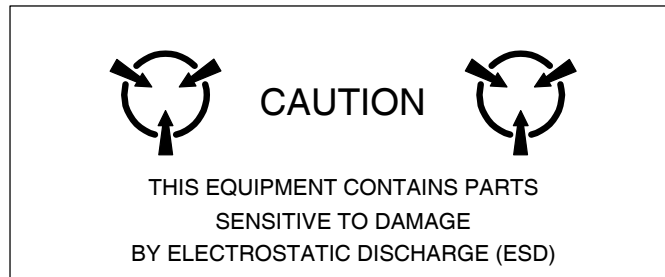 CAUTION
THIS EQUIPMENT CONTAINS PARTS
SENSITIVE TO DAMAGE
BY ELECTROSTATIC DISCHARGE (ESD)